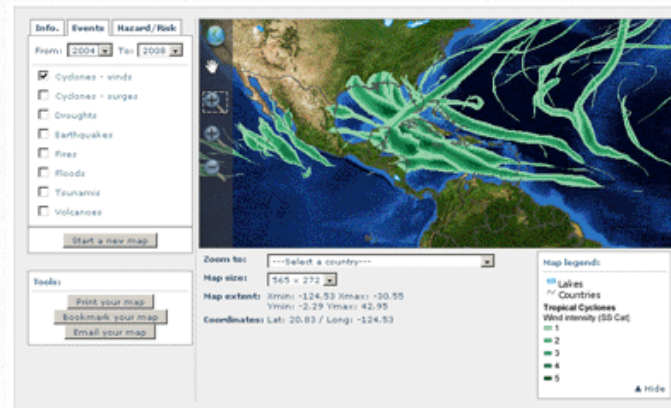 Info. Events Hazard/Risk
From: 2004 To: 2008
Cyclones - winds
Cyclones - surges
Droughts
Earthquakes
Fires
Floods
Tsunamis
Volcanoes
Start a new map
Tools:
Print your map
Bookmark your map
Email your map
Zoom to: ---Select a country---
Map size: 565 x 272
Map extent: Xmin: -124.53 Xmax: -30.55
Ymin: -2.29 Ymax: 42.95
Coordinates: Lat: 20.83 / Long: -124.53
Map legend:
Lakes
Countries
Tropical Cyclones
Wind intensity (SS Cat)
1
2
3
4
5
▲ Hide